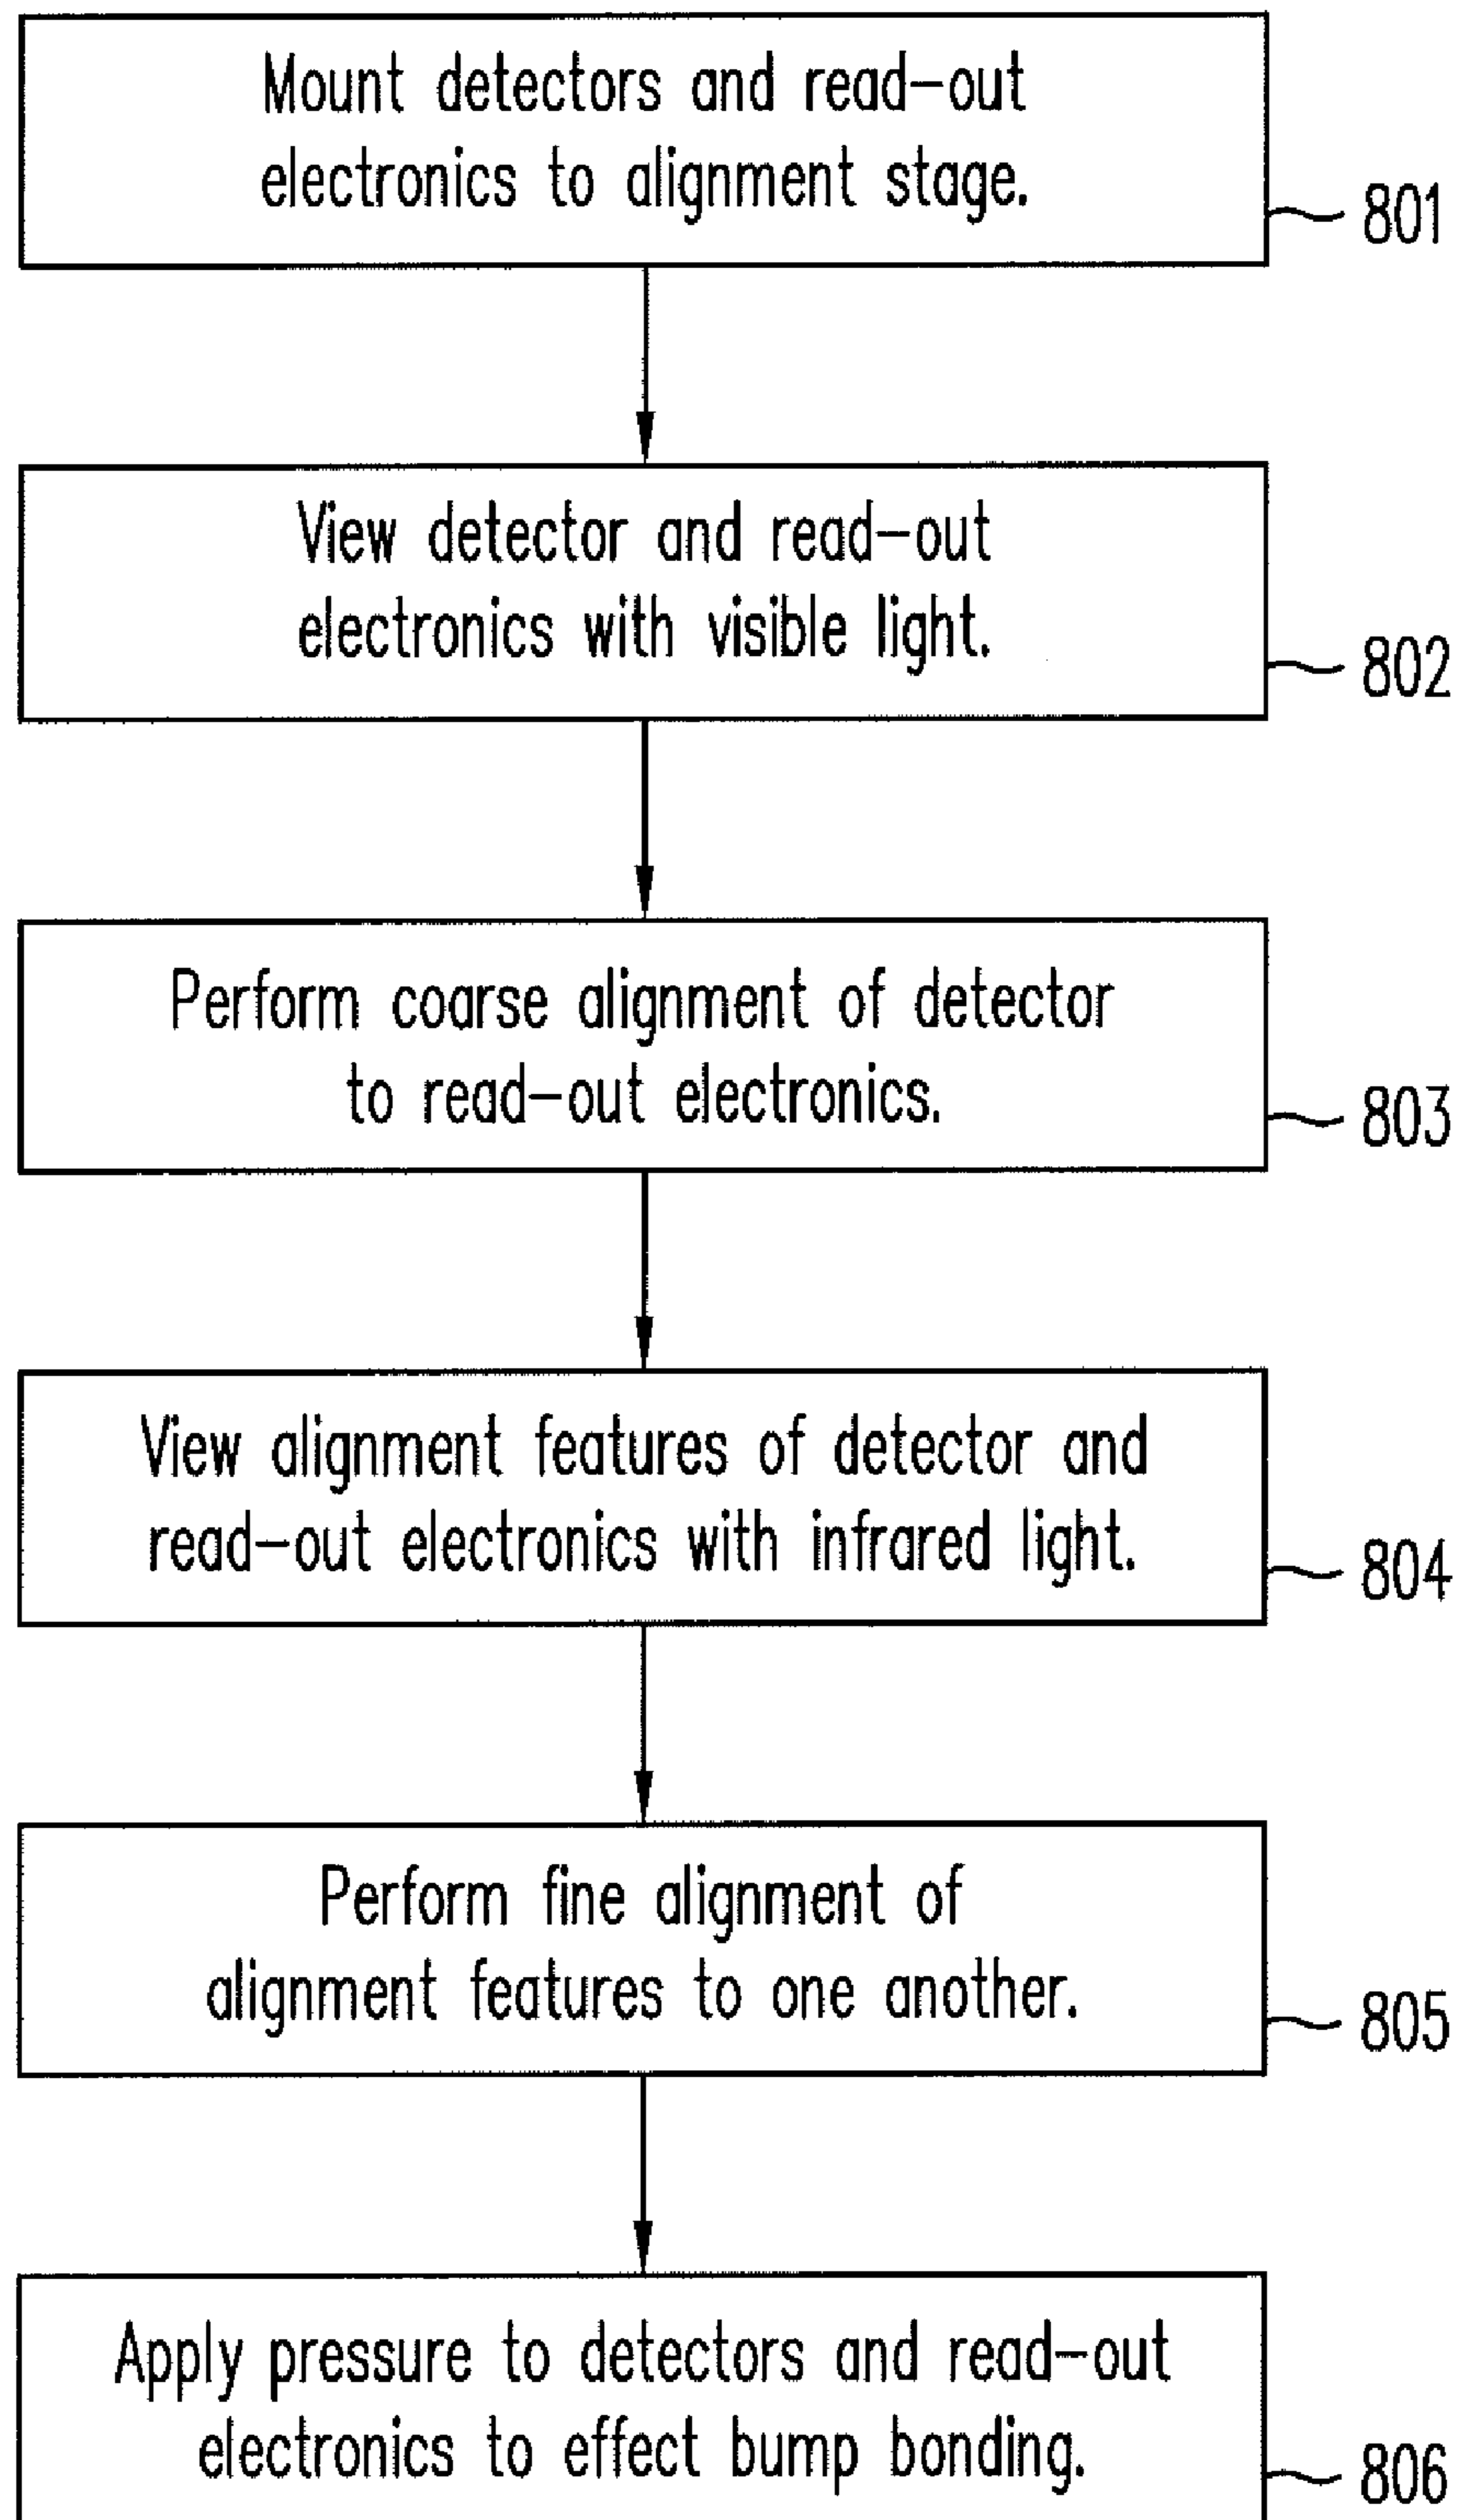 Mount detectors and read-out
electronics to alignment stage.
801
View detector and read-out
electronics with visible light.
802
Perform coarse alignment of detector
to read-out electronics.
803
View alignment features of detector and
read-out electronics with infrared light.
804
Perform fine alignment of
alignment features to one another.
805
Apply pressure to detectors and read-out
electronics to effect bump bonding.
806